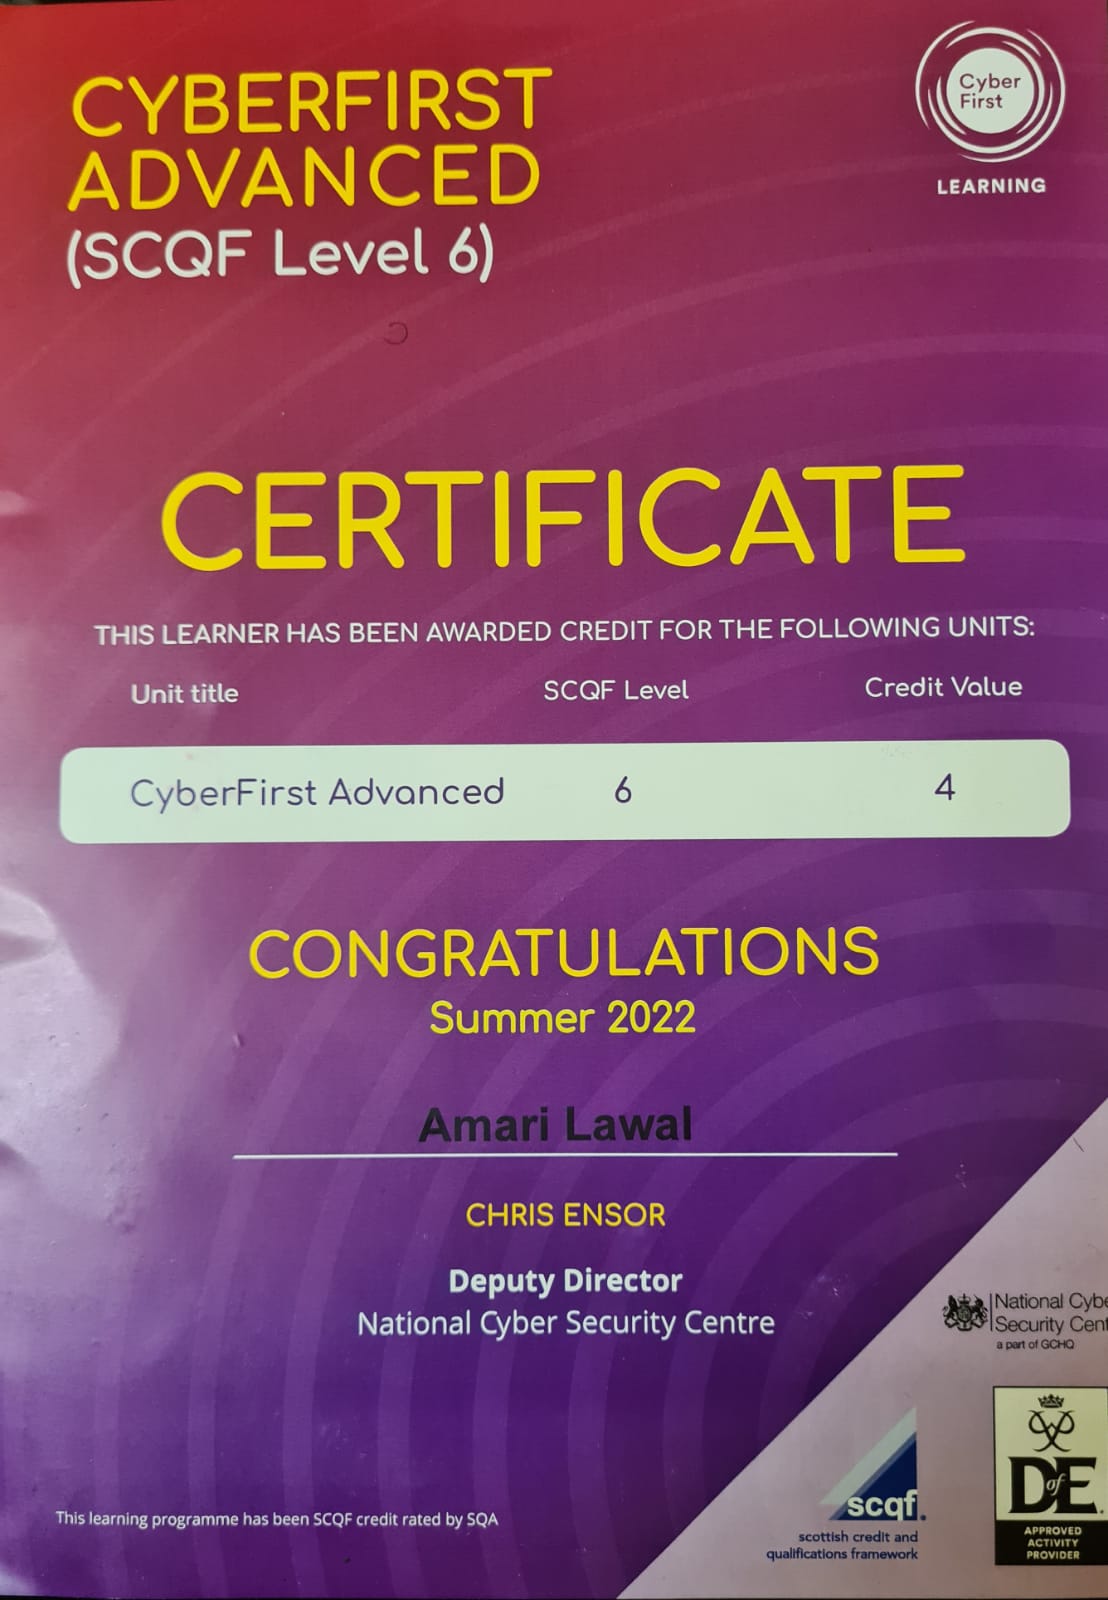 CYBERFIRST
ADVANCED
(SCQF Level 6)
Cyber
First
LEARNING
CERTIFICATE
THIS LEARNER HAS BEEN AWARDED CREDIT FOR THE FOLLOWING UNITS:
Unit title SCQF Level Credit Value
CyberFirst Advanced 6 4
CONGRATULATIONS
Summer 2022
Amari Lawal
CHRIS ENSOR
Deputy Director
National Cyber Security Centre
National Cybe
Security Cent
a part of GCHQ
DofE
APPROVED
ACTIVITY
PROVIDER
scqf.
scottish credit and
qualifications framework
This learning programme has been SCQF credit rated by SQA